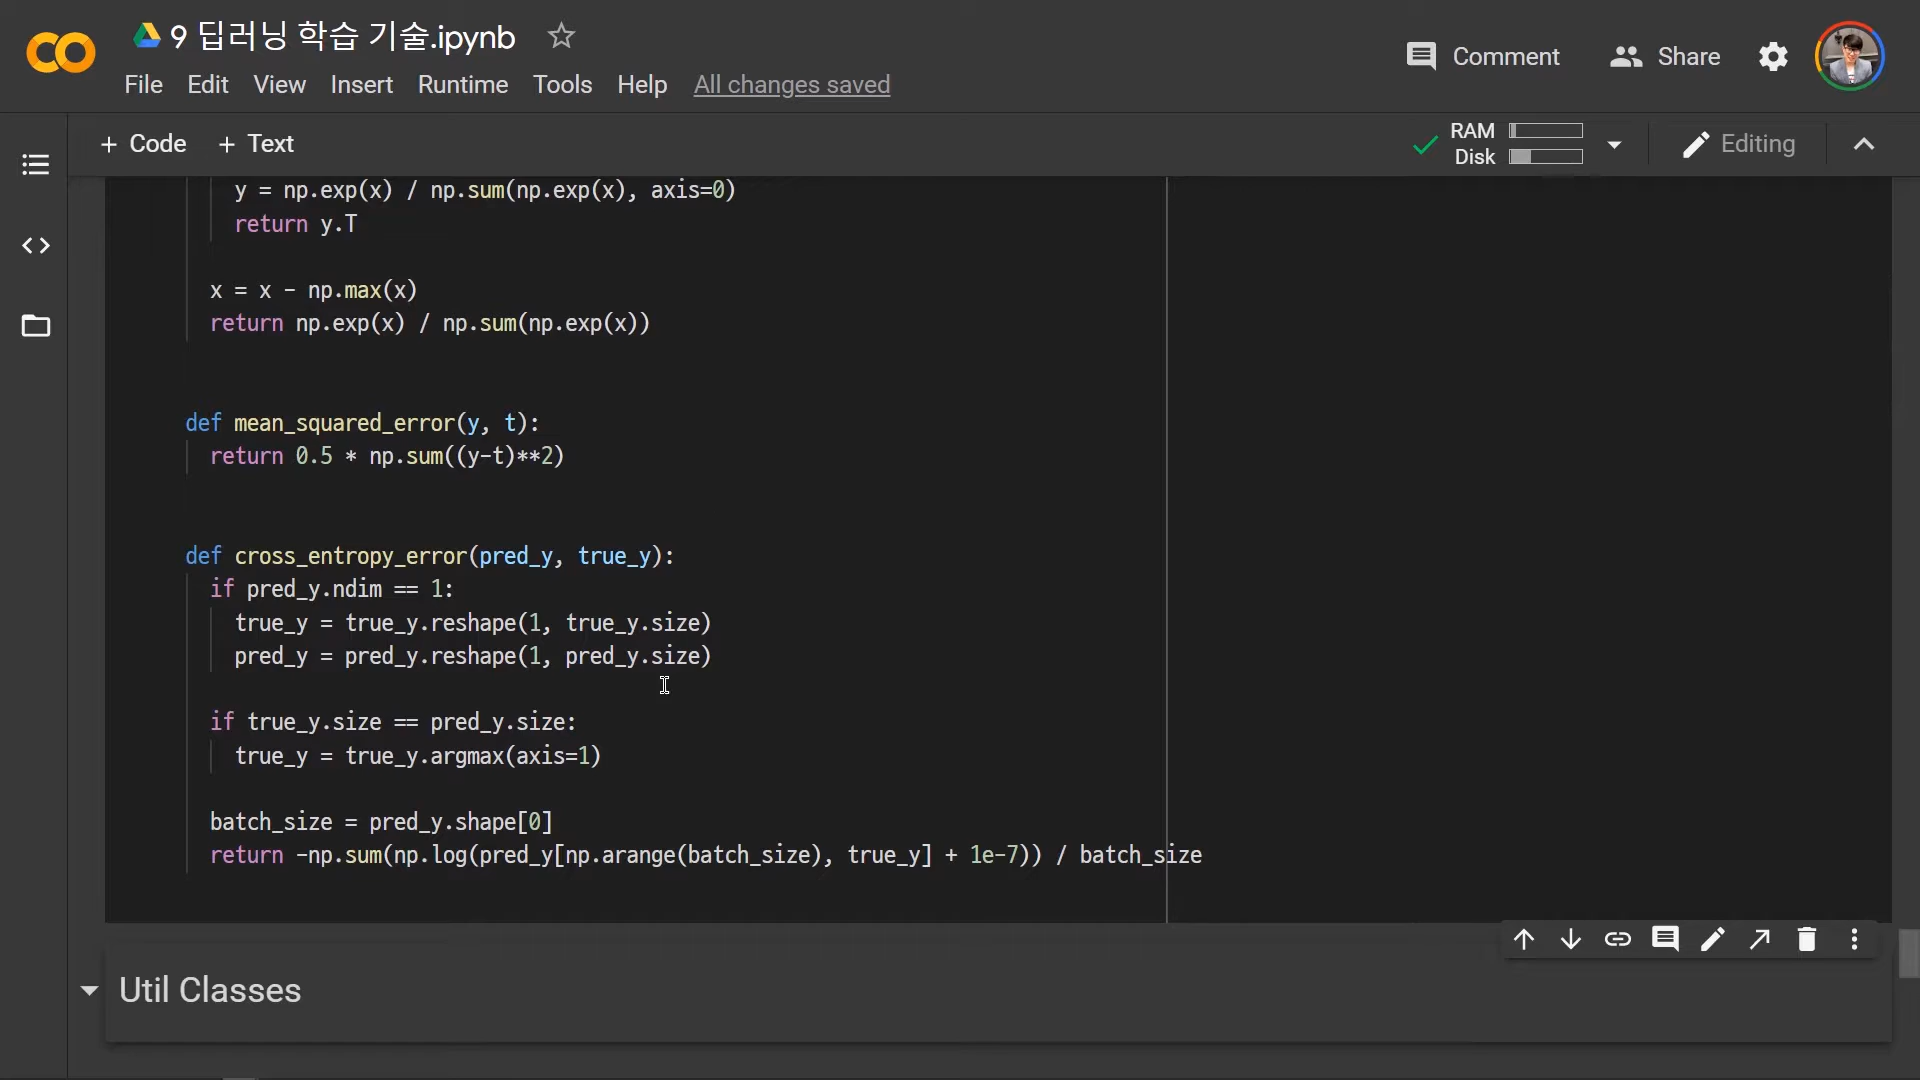 9 딥러닝 학습 기술.ipynb
File Edit View Insert Runtime Tools Help All changes saved
Comment Share
+ Code + Text
RAM
Disk
Editing
y = np.exp(x) / np.sum(np.exp(x), axis=0)
return y.T
x = x - np.max(x)
return np.exp(x) / np.sum(np.exp(x))
def mean_squared_error(y, t):
return 0.5 * np.sum((y-t)**2)
def cross_entropy_error(pred_y, true_y):
if pred_y.ndim == 1:
true_y = true_y.reshape(1, true_y.size)
pred_y = pred_y.reshape(1, pred_y.size)
if true_y.size == pred_y.size:
true_y = true_y.argmax(axis=1)
batch_size = pred_y.shape[0]
return -np.sum(np.log(pred_y[np.arange(batch_size), true_y] + 1e-7)) / batch_size
Util Classes